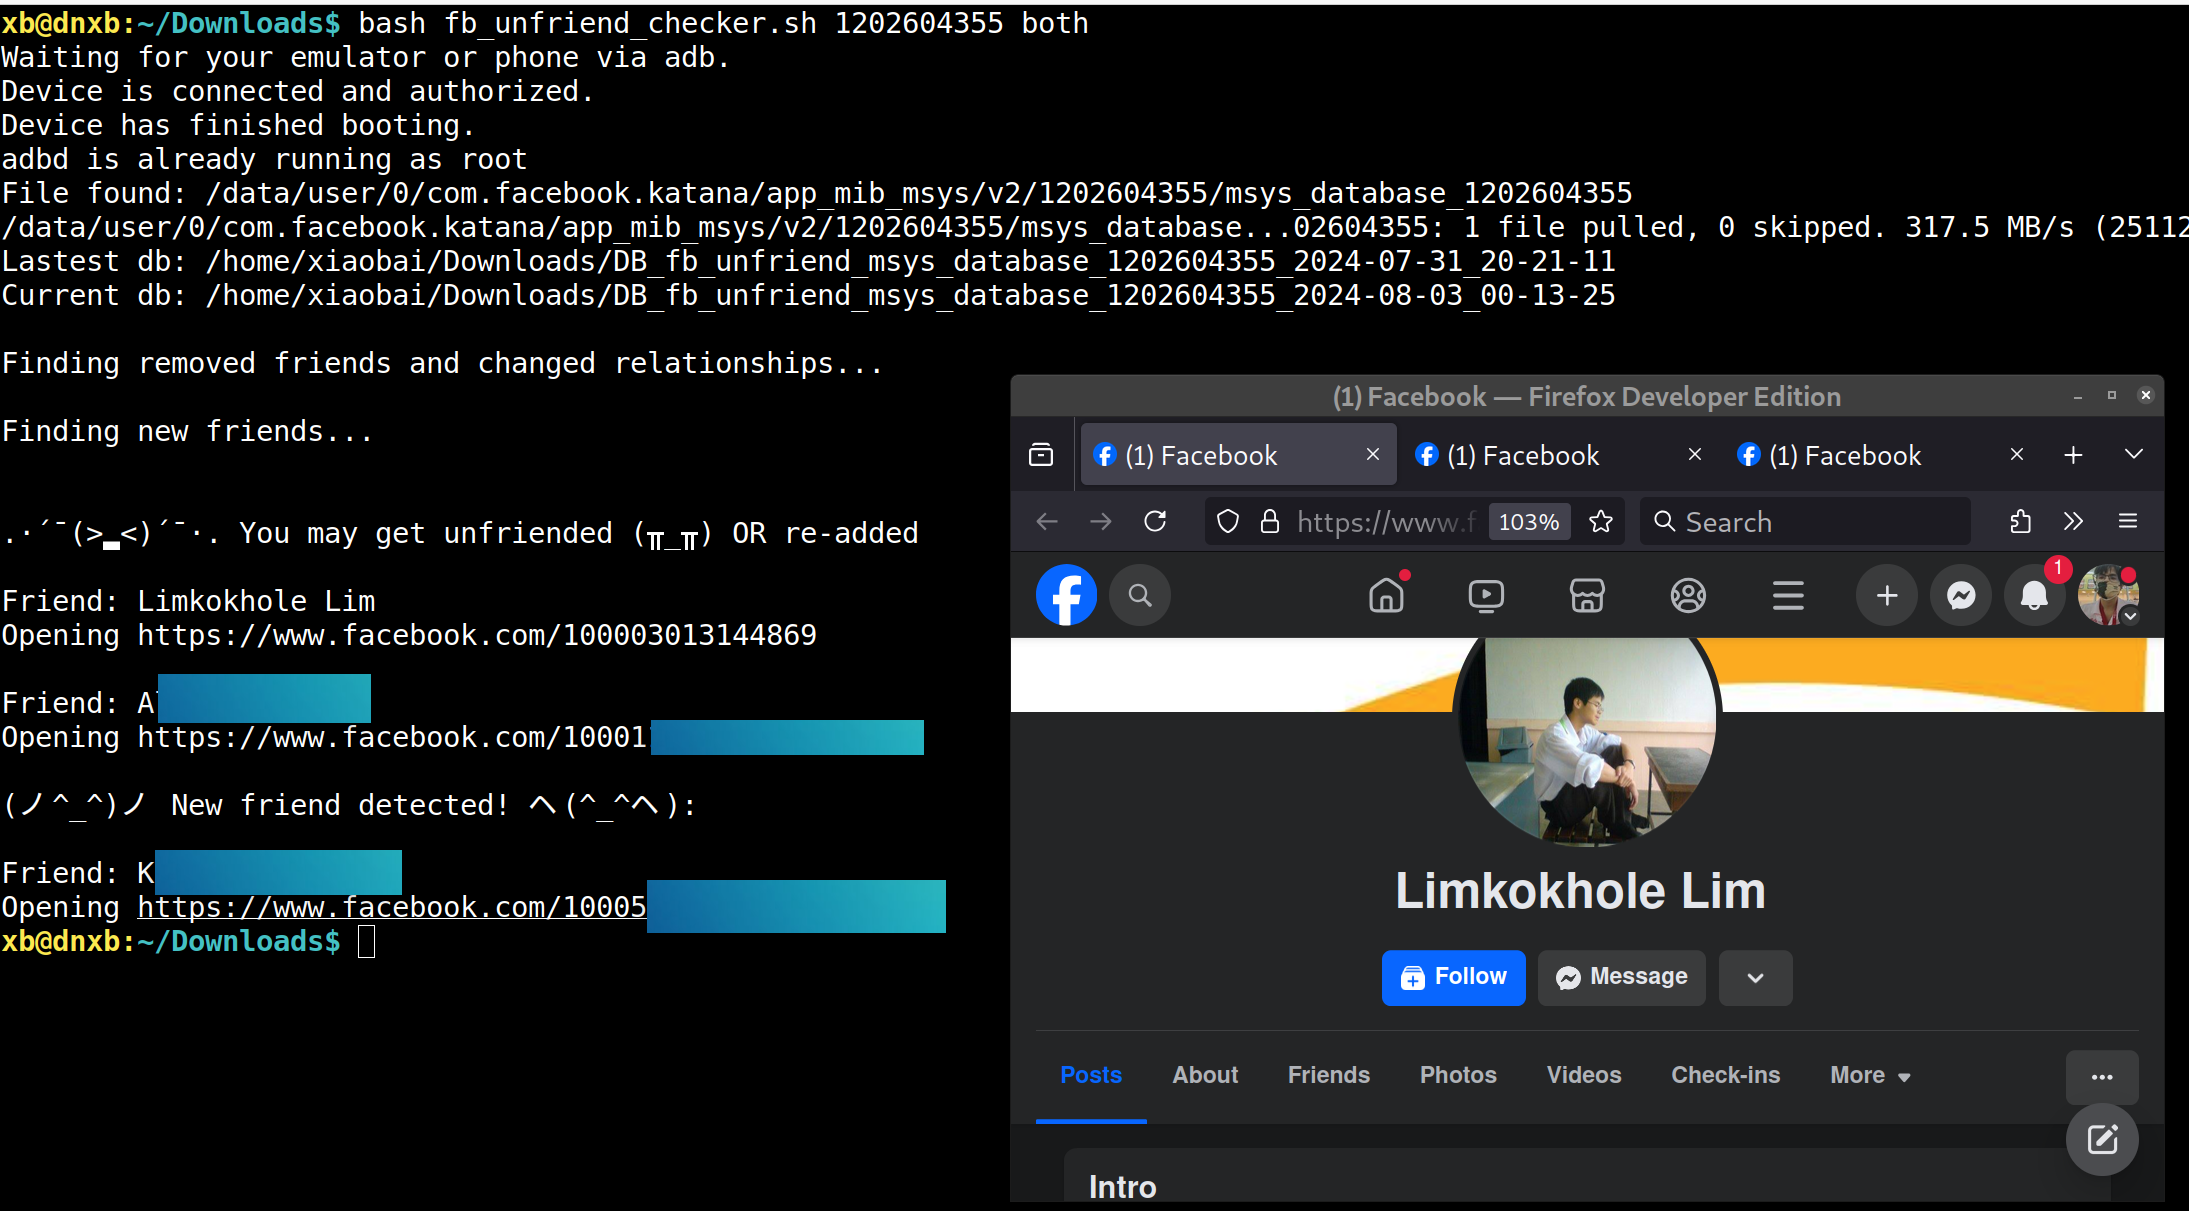 xb@dnxb:~/Downloads$ bash fb_unfriend_checker.sh 1202604355 both
Waiting for your emulator or phone via adb.
Device is connected and authorized.
Device has finished booting.
adbd is already running as root
File found: /data/user/0/com.facebook.katana/app_mib_msys/v2/1202604355/msys_database_1202604355
/data/user/0/com.facebook.katana/app_mib_msys/v2/1202604355/msys_database...02604355: 1 file pulled, 0 skipped. 317.5 MB/s (25112
Lastest db: /home/xiaobai/Downloads/DB_fb_unfriend_msys_database_1202604355_2024-07-31_20-21-11
Current db: /home/xiaobai/Downloads/DB_fb_unfriend_msys_database_1202604355_2024-08-03_00-13-25
Finding removed friends and changed relationships...
Finding new friends...
.·´¯(>▂<)´¯·. You may get unfriended (╥_╥) OR re-added
Friend: Limkokhole Lim
Opening https://www.facebook.com/100003013144869
Friend: A
Opening https://www.facebook.com/10001
(ノ^_^)ノ New friend detected! ヘ(^_^ヘ):
Friend: K
Opening https://www.facebook.com/10005
xb@dnxb:~/Downloads$
(1) Facebook — Firefox Developer Edition
(1) Facebook
(1) Facebook
(1) Facebook
https://www.f
103%
Search
1
Limkokhole Lim
Follow
Message
Posts
About
Friends
Photos
Videos
Check-ins
More
Intro